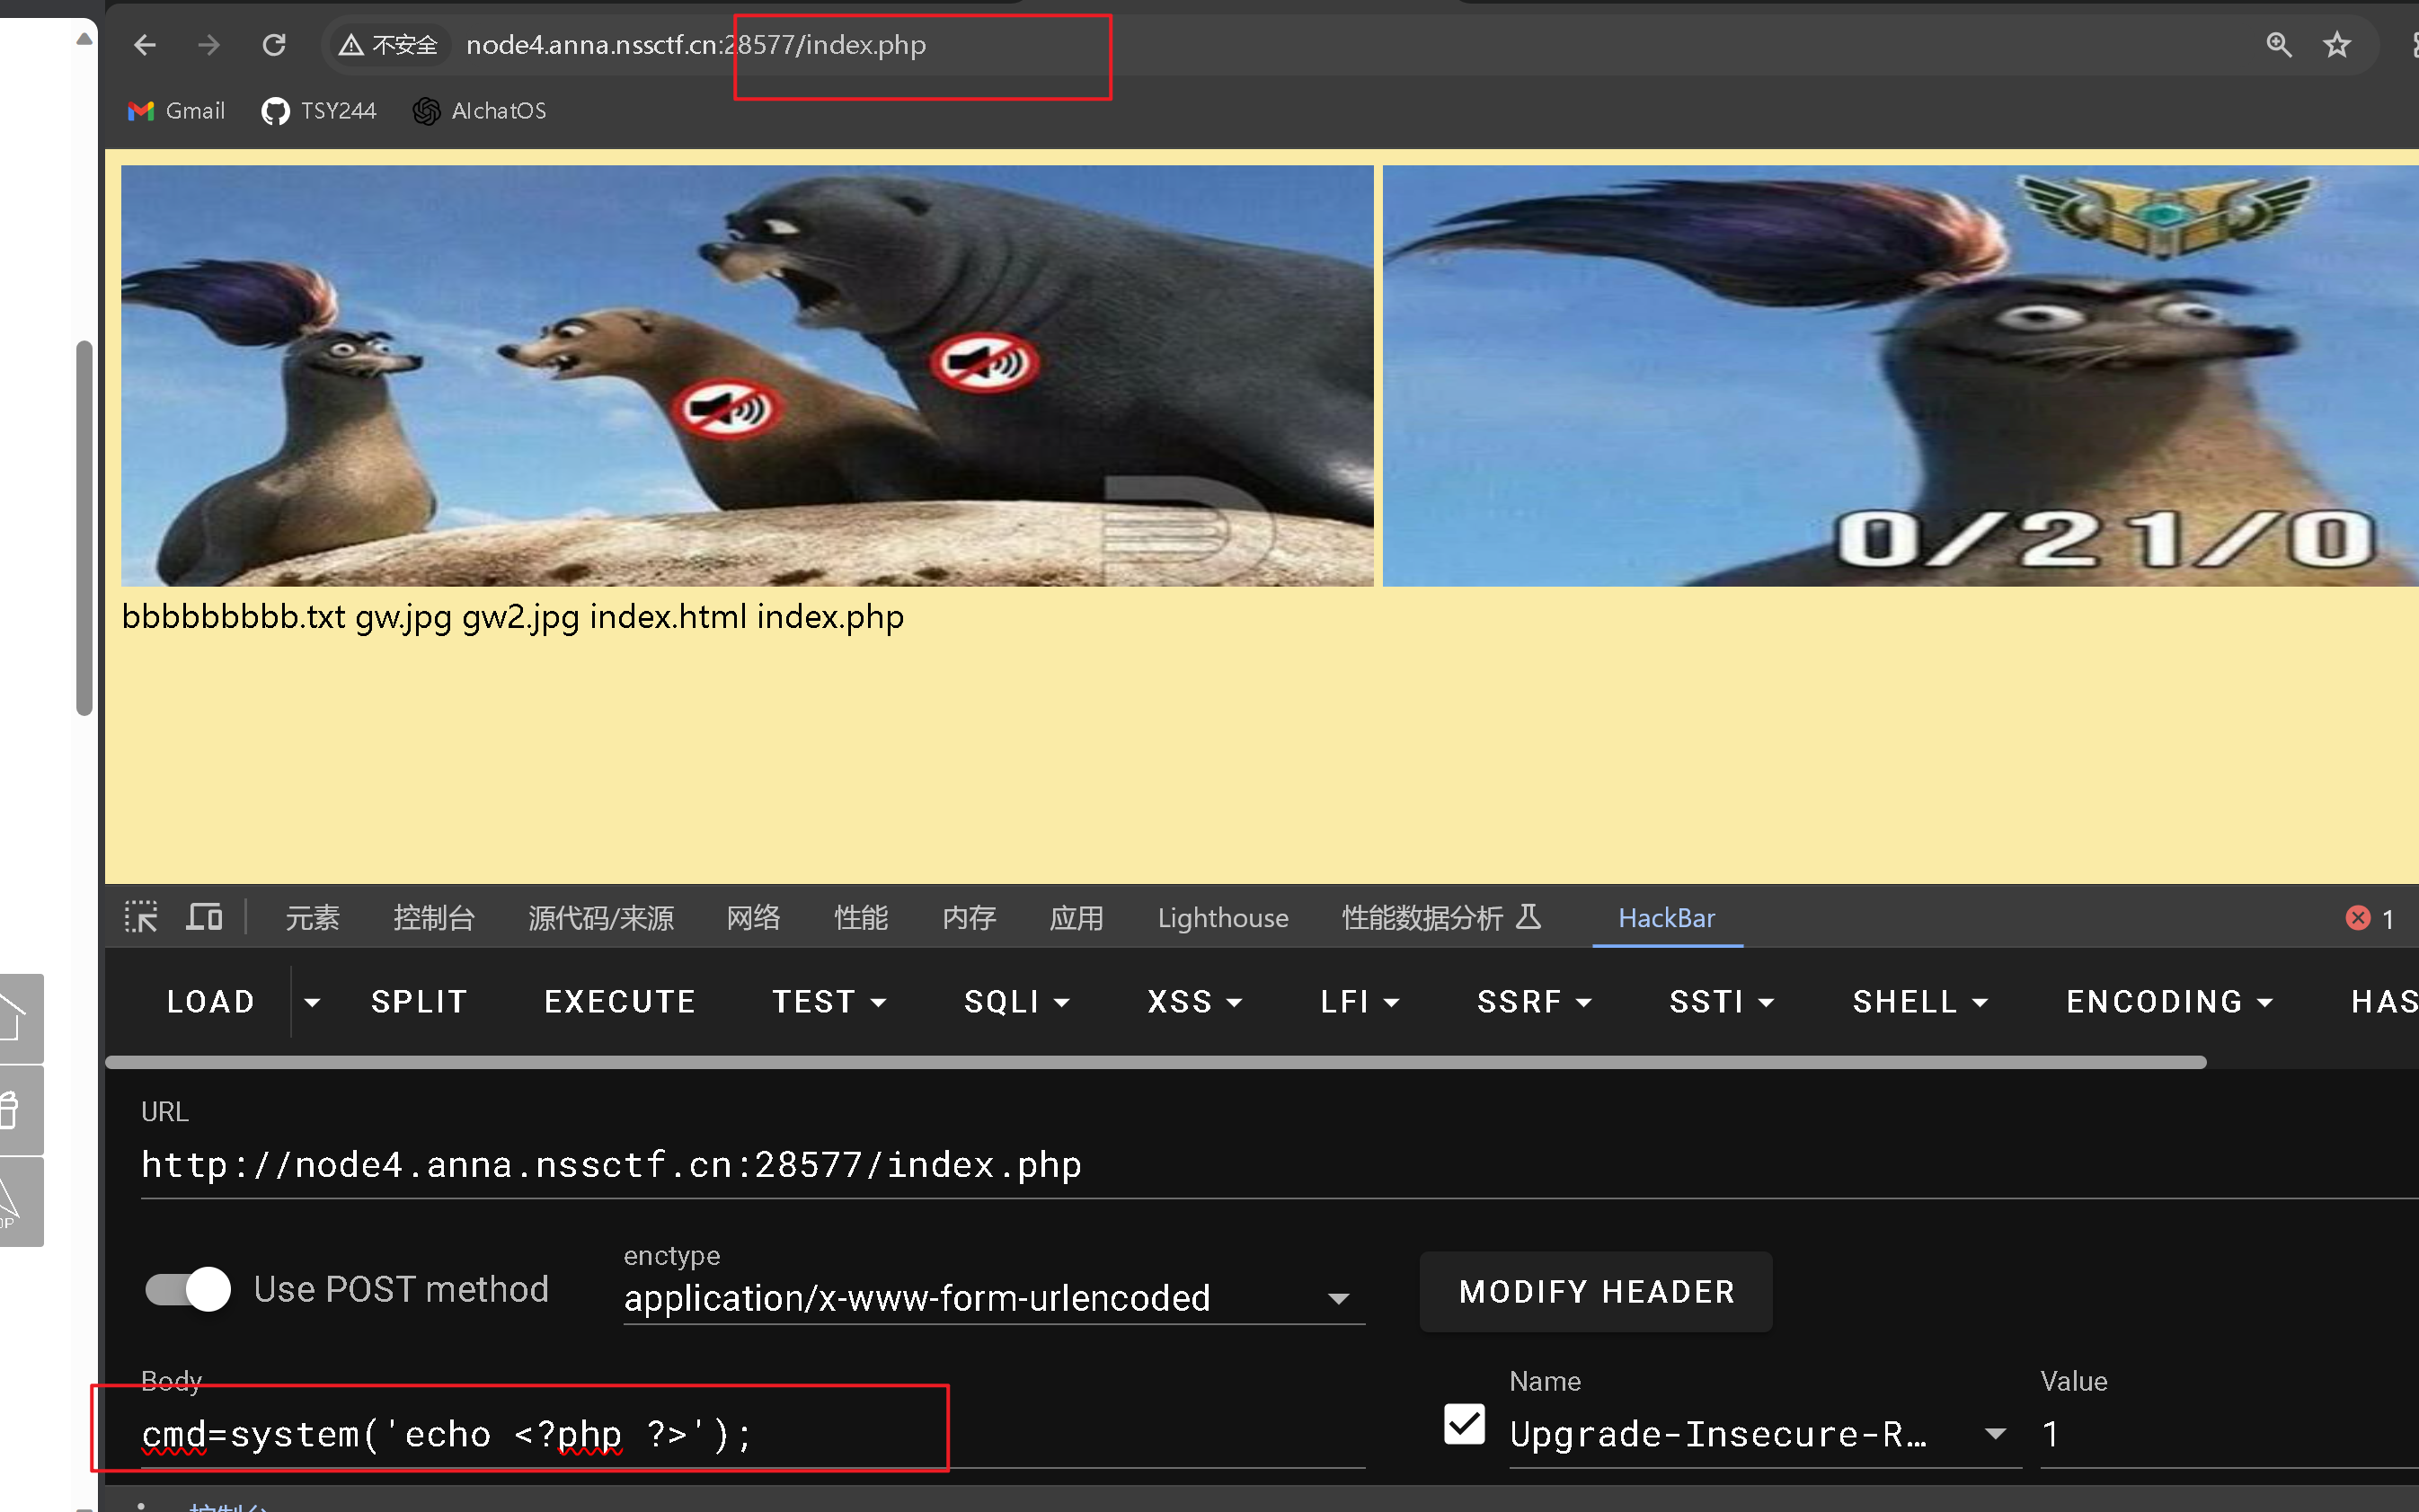 不安全 node4.anna.nssctf.cn:28577/index.php
Gmail TSY244 AIchatOS
0/21/0
bbbbbbbbbb.txt gw.jpg gw2.jpg index.html index.php
元素 控制台 源代码/来源 网络 性能 内存 应用 Lighthouse 性能数据分析 HackBar 1
LOAD SPLIT EXECUTE TEST SQLI XSS LFI SSRF SSTI SHELL ENCODING HAS
URL
http://node4.anna.nssctf.cn:28577/index.php
Use POST method
enctype
application/x-www-form-urlencoded
MODIFY HEADER
Body
cmd=system('echo <?php ?>');
Name
Upgrade-Insecure-R…
Value
1
控制台